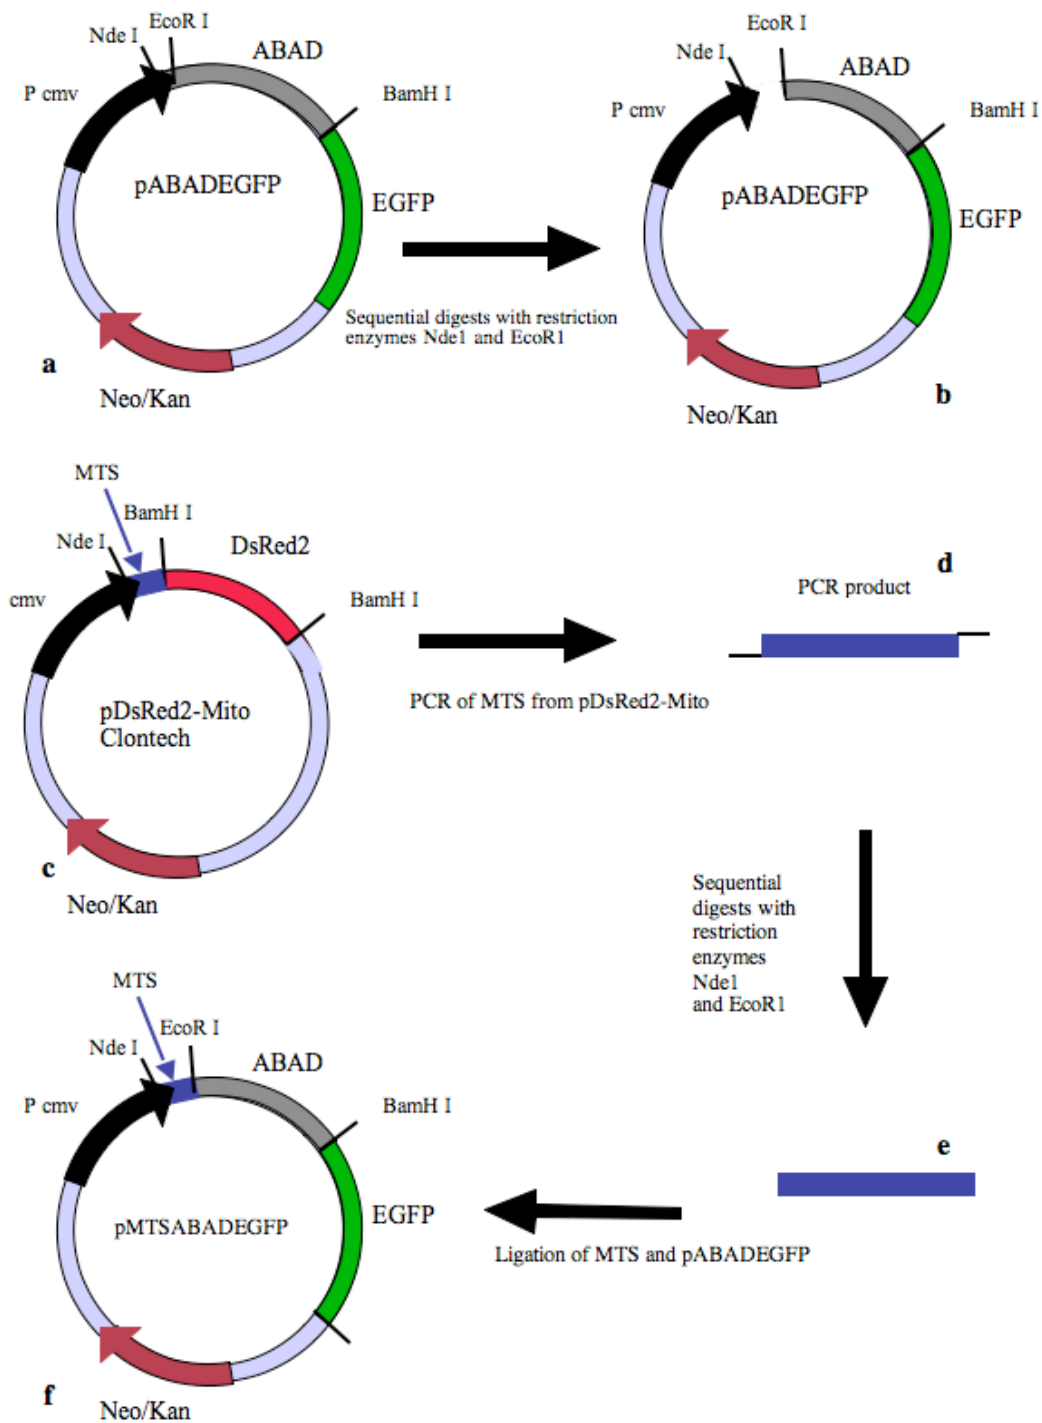 EcoR I
Nde I
ABAD
P cmv
BamH I
pABADEGFP
EGFP
Sequential digests with restriction
enzymes Nde1 and EcoR1
a
Neo/Kan
EcoR I
Nde I
ABAD
P cmv
BamH I
pABADEGFP
EGFP
b
Neo/Kan
MTS
BamH I
Nde I
DsRed2
cmv
BamH I
pDsRed2-Mito
Clontech
c
Neo/Kan
PCR of MTS from pDsRed2-Mito
d
PCR product
Sequential
digests with
restriction
enzymes
Nde1
and EcoR1
e
Ligation of MTS and pABADEGFP
MTS
EcoR I
Nde I
ABAD
P cmv
BamH I
pMTSABADEGFP
EGFP
f
Neo/Kan